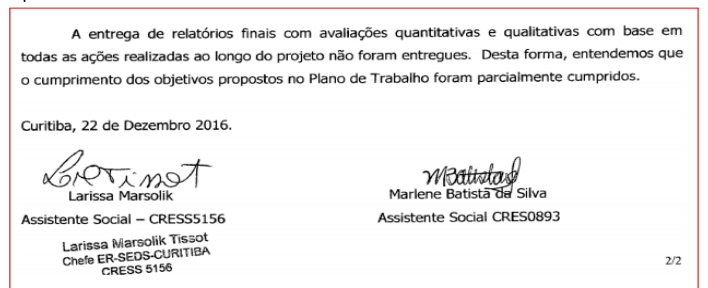 A entrega de relatórios finais com avaliações quantitativas e qualitativas com base em
todas as ações realizadas ao longo do projeto não foram entregues. Desta forma, entendemos que
o cumprimento dos objetivos propostos no Plano de Trabalho foram parcialmente cumpridos.
Curitiba, 22 de Dezembro 2016.
Larissa Marsolik
Assistente Social – CRESS5156
Larissa Marsolik Tissot
Chefe ER-SEDS-CURITIBA
CRESS 5156
Marlene Batista da Silva
Assistente Social CRES0893
2/2